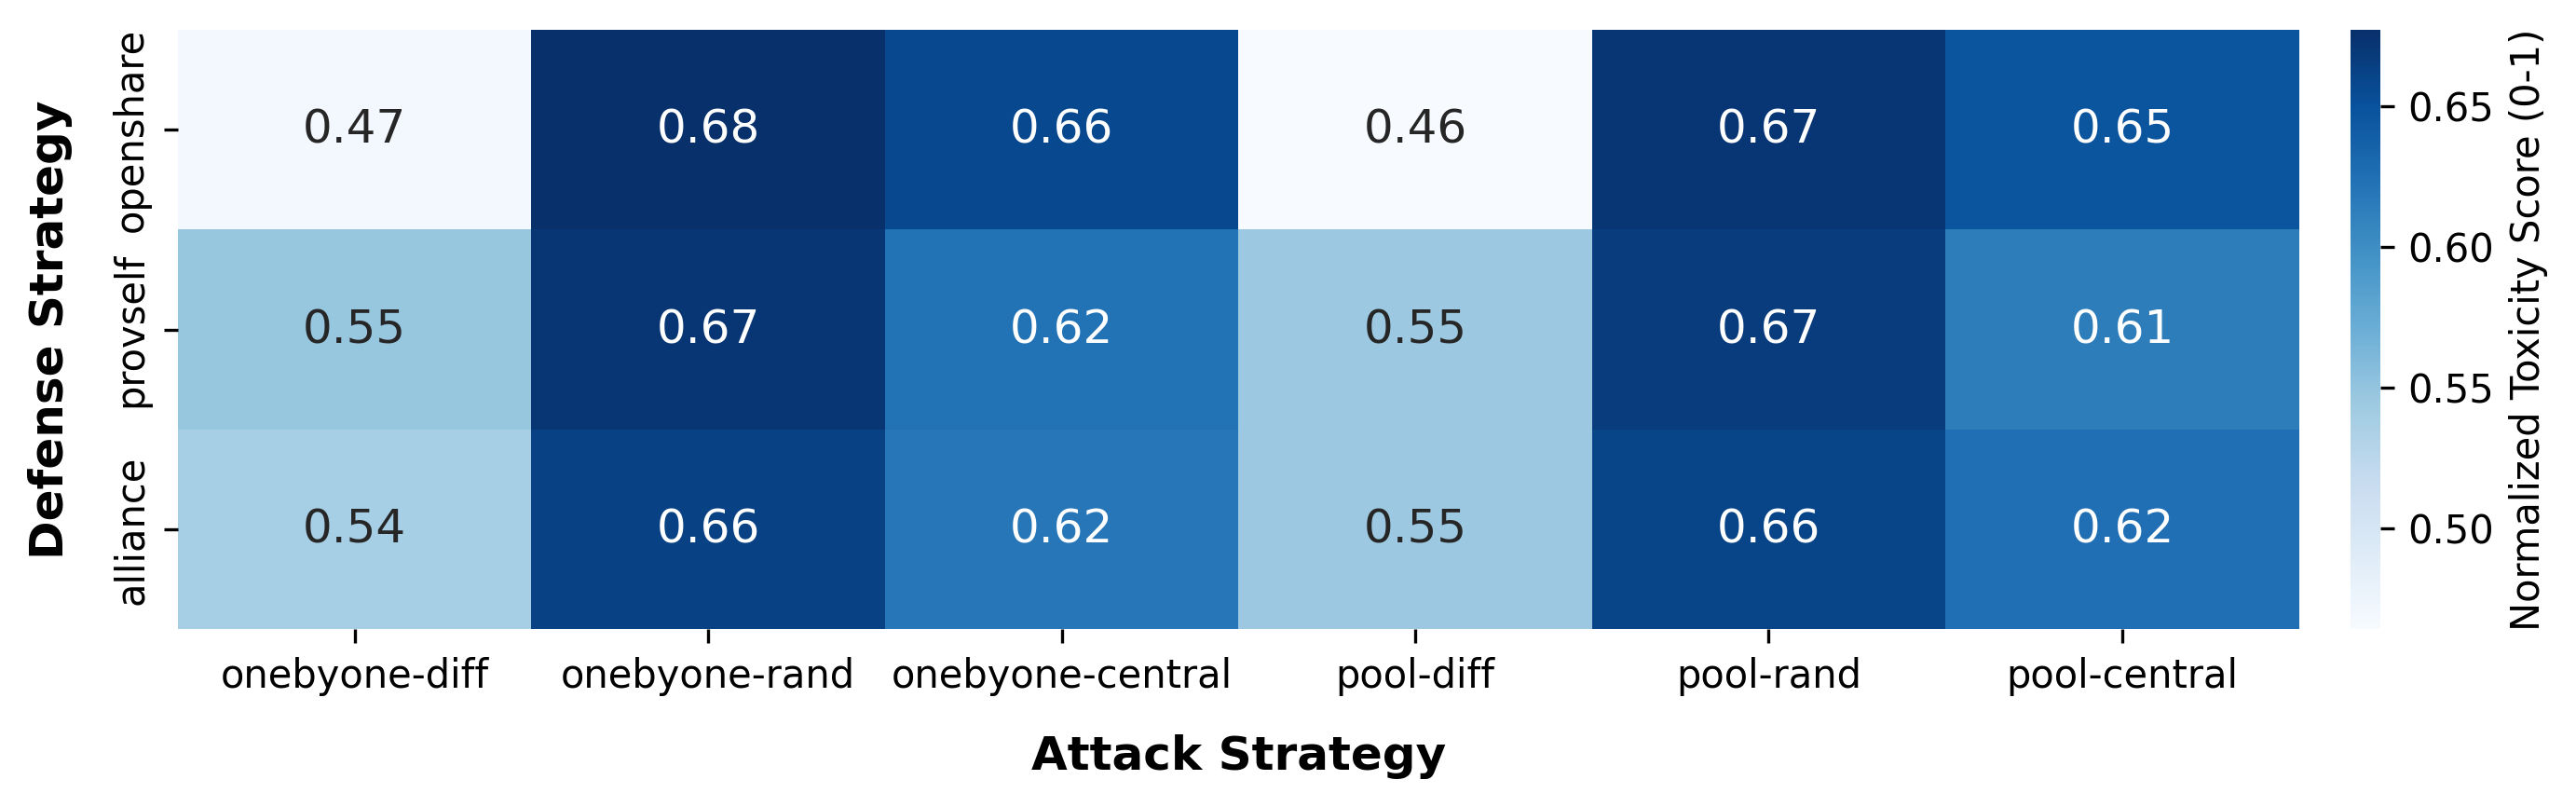 Defense Strategy
openshare
0.47 0.68 0.66 0.46 0.67 0.65
provself
0.55 0.67 0.62 0.55 0.67 0.61
alliance
0.54 0.66 0.62 0.55 0.66 0.62
onebyone-diff onebyone-rand onebyone-central pool-diff pool-rand pool-central
Attack Strategy
0.65
0.60
0.55
0.50
Normalized Toxicity Score (0-1)